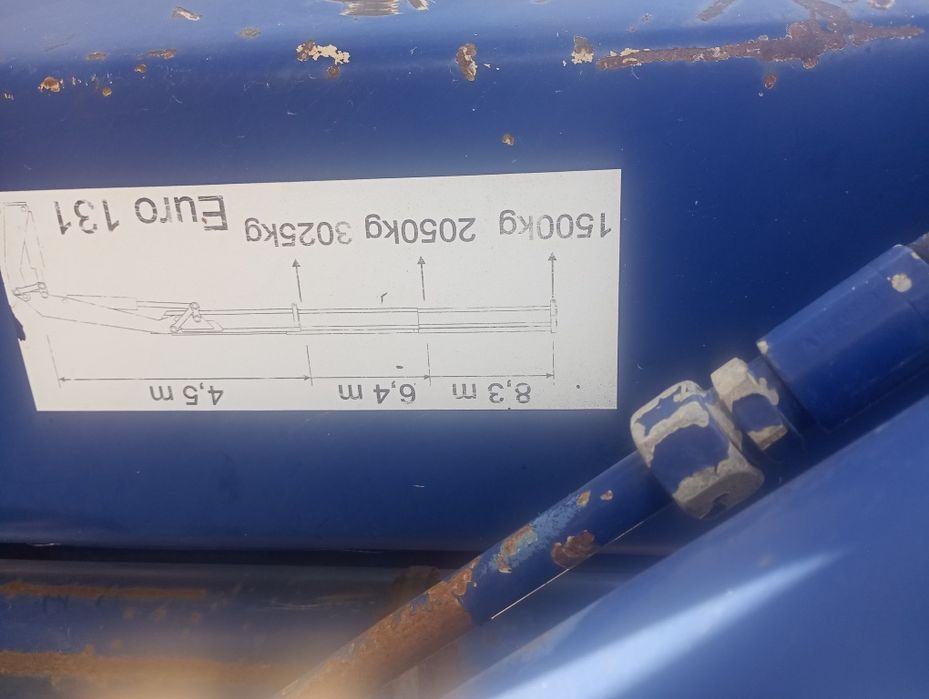 8,3 m 6,4 m 4,5 m
1500kg 2050kg 3025kg Euro 131